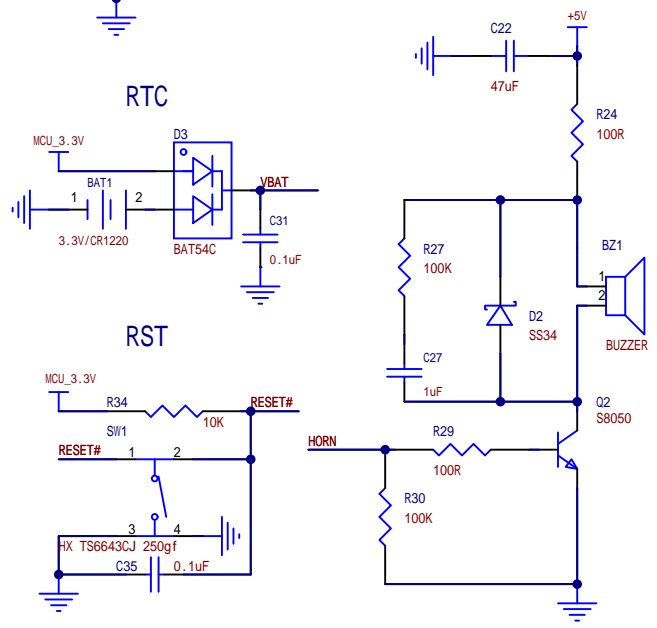 +5V
C22
47uF
RTC
R24
100R
D3
MCU_3.3V
BAT1
VBAT
1
2
C31
3.3V/CR1220
BAT54C
0.1uF
R27
100K
BZ1
1
2
D2
SS34
BUZZER
RST
C27
1uF
MCU_3.3V
R34
RESET#
10K
Q2
S8050
SW1
RESET#
1
2
HORN
R29
100R
R30
100K
3
4
HX TS6643CJ 250gf
C35
0.1uF